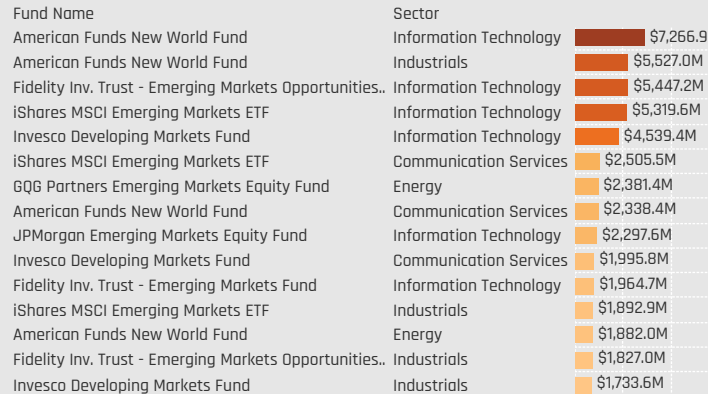 Fund Name Sector
American Funds New World Fund Information Technology $7,266.9
American Funds New World Fund Industrials $5,527.0M
Fidelity Inv. Trust - Emerging Markets Opportunities.. Information Technology $5,447.2M
iShares MSCI Emerging Markets ETF Information Technology $5,319.6M
Invesco Developing Markets Fund Information Technology $4,539.4M
iShares MSCI Emerging Markets ETF Communication Services $2,505.5M
GQG Partners Emerging Markets Equity Fund Energy $2,381.4M
American Funds New World Fund Communication Services $2,338.4M
JPMorgan Emerging Markets Equity Fund Information Technology $2,297.6M
Invesco Developing Markets Fund Communication Services $1,995.8M
Fidelity Inv. Trust - Emerging Markets Fund Information Technology $1,964.7M
iShares MSCI Emerging Markets ETF Industrials $1,892.9M
American Funds New World Fund Energy $1,882.0M
Fidelity Inv. Trust - Emerging Markets Opportunities.. Industrials $1,827.0M
Invesco Developing Markets Fund Industrials $1,733.6M